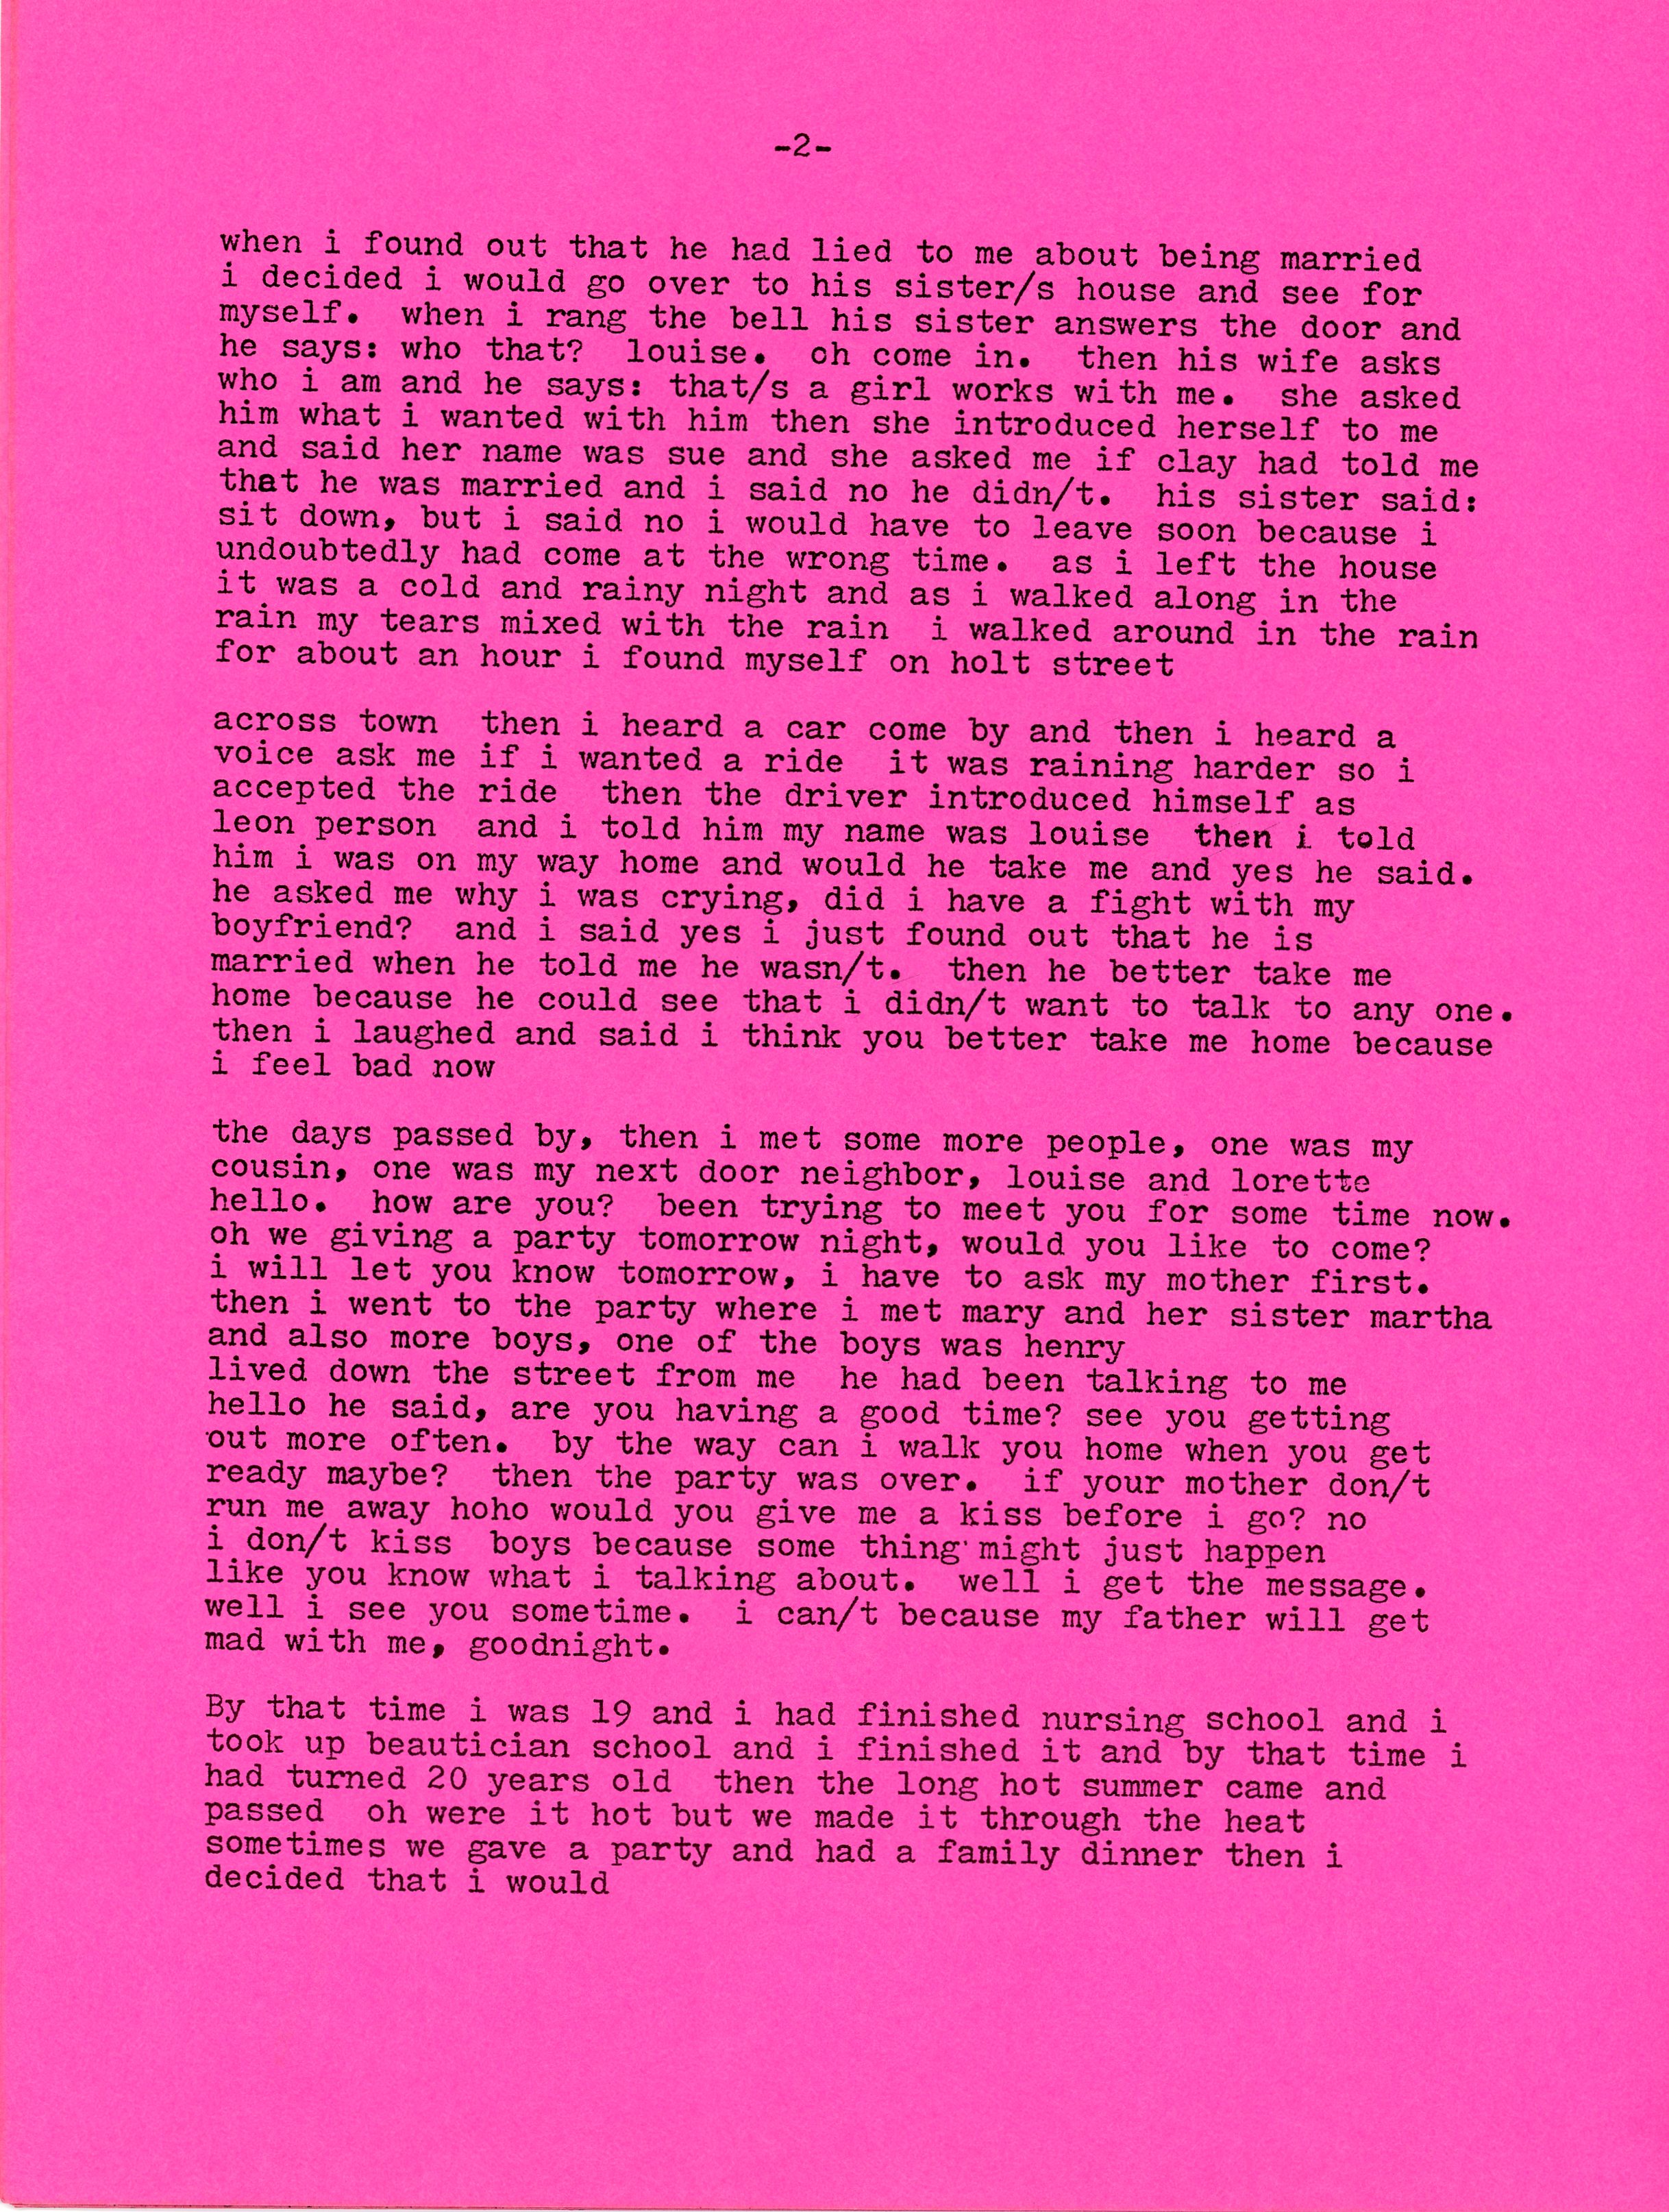 -2-
when i found out that he had lied to me about being married
i decided i would go over to his sister/s house and see for
myself.  when i rang the bell his sister answers the door and
he says: who that?  louise.  oh come in.  then his wife asks
who i am and he says: that/s a girl works with me.  she asked
him what i wanted with him then she introduced herself to me
and said her name was sue and she asked me if clay had told me
that he was married and i said no he didn/t.  his sister said:
sit down, but i said no i would have to leave soon because i
undoubtedly had come at the wrong time.  as i left the house
it was a cold and rainy night and as i walked along in the
rain my tears mixed with the rain  i walked around in the rain
for about an hour i found myself on holt street
across town  then i heard a car come by and then i heard a
voice ask me if i wanted a ride  it was raining harder so i
accepted the ride  then the driver introduced himself as
leon person  and i told him my name was louise  then i told
him i was on my way home and would he take me and yes he said.
he asked me why i was crying, did i have a fight with my
boyfriend?  and i said yes i just found out that he is
married when he told me he wasn/t.  then he better take me
home because he could see that i didn/t want to talk to any one.
then i laughed and said i think you better take me home because
i feel bad now
the days passed by, then i met some more people, one was my
cousin, one was my next door neighbor, louise and lorette
hello.  how are you?  been trying to meet you for some time now.
oh we giving a party tomorrow night, would you like to come?
i will let you know tomorrow, i have to ask my mother first.
then i went to the party where i met mary and her sister martha
and also more boys, one of the boys was henry
lived down the street from me  he had been talking to me
hello he said, are you having a good time? see you getting
out more often.  by the way can i walk you home when you get
ready maybe?  then the party was over.  if your mother don/t
run me away hoho would you give me a kiss before i go? no
i don/t kiss  boys because some thing might just happen
like you know what i talking about.  well i get the message.
well i see you sometime.  i can/t because my father will get
mad with me, goodnight.
By that time i was 19 and i had finished nursing school and i
took up beautician school and i finished it and by that time i
had turned 20 years old  then the long hot summer came and
passed  oh were it hot but we made it through the heat
sometimes we gave a party and had a family dinner then i
decided that i would